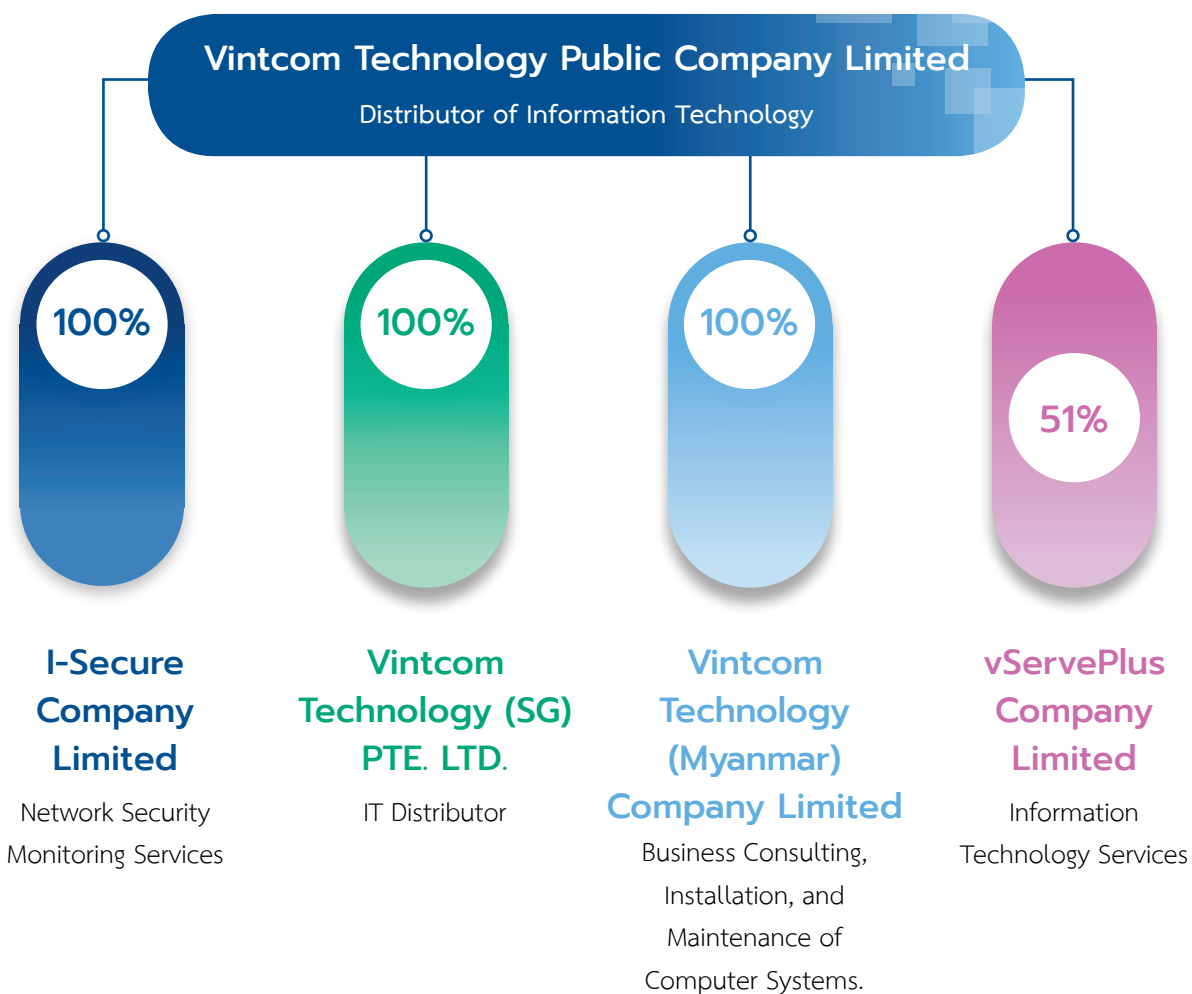 Vintcom Technology Public Company Limited
Distributor of Information Technology
100%
100%
100%
51%
I-Secure
Company
Limited
Network Security
Monitoring Services
Vintcom
Technology (SG)
PTE. LTD.
IT Distributor
Vintcom
Technology
(Myanmar)
Company Limited
Business Consulting,
Installation, and
Maintenance of
Computer Systems.
vServePlus
Company
Limited
Information
Technology Services